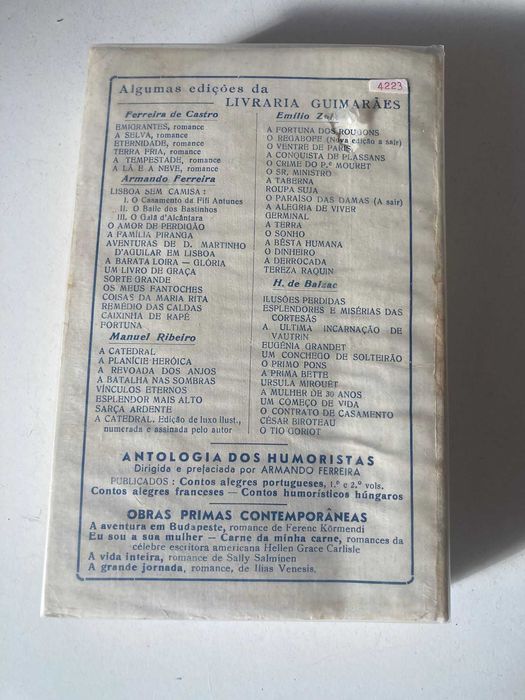 Algumas edições da
4223
LIVRARIA GUIMARÃES
Ferreira de Castro
EMIGRANTES, romance
A SELVA, romance
ETERNIDADE, romance
TERRA FRIA, romance
A TEMPESTADE, romance
A LÃ E A NEVE, romance
Armando Ferreira
LISBOA SEM CAMISA:
I. O Casamento da Fifi Antunes
II. O Baile dos Bastinhos
III. O Galã d'Alcântara
O AMOR DE PERDIGÃO
A FAMÍLIA PIRANGA
AVENTURAS DE D. MARTINHO
D'AGUILAR EM LISBOA
A BARATA LOIRA — GLÓRIA
UM LIVRO DE GRAÇA
SORTE GRANDE
OS MEUS FANTOCHES
COISAS DA MARIA RITA
REMÉDIO DAS CALDAS
CAIXINHA DE RAPÉ
FORTUNA
Manuel Ribeiro
A CATEDRAL
A PLANÍCIE HERÓICA
A REVOADA DOS ANJOS
A BATALHA NAS SOMBRAS
VÍNCULOS ETERNOS
ESPLENDOR MAIS ALTO
SARÇA ARDENTE
A CATEDRAL. Edição de luxo ilust.,
numerada e assinada pelo autor
Emílio
A FORTUNA DOS ROUGONS
O REGABOFE (Nova edição a sair)
O VENTRE DE PARIS
A CONQUISTA DE PLASSANS
O CRIME DO P.e MOURET
O SR. MINISTRO
A TABERNA
ROUPA SUJA
O PARAÍSO DAS DAMAS (A sair)
A ALEGRIA DE VIVER
GERMINAL
A TERRA
O SONHO
A BÊSTA HUMANA
O DINHEIRO
A DERROCADA
TEREZA RAQUIN
H. de Balzac
ILUSÕES PERDIDAS
ESPLENDORES E MISÉRIAS DAS
CORTESÃS
A ULTIMA INCARNAÇÃO DE
VAUTRIN
EUGÉNIA GRANDET
UM CONCHEGO DE SOLTEIRÃO
O PRIMO PONS
A PRIMA BETTE
URSULA MIROUËT
A MULHER DE 30 ANOS
UM COMEÇO DE VIDA
O CONTRATO DE CASAMENTO
CÉSAR BIROTEAU
O TIO GORIOT
ANTOLOGIA DOS HUMORISTAS
Dirigida e prefaciada por ARMANDO FERREIRA
PUBLICADOS: Contos alegres portugueses, 1.º e 2.º vols.
Contos alegres franceses — Contos humorísticos húngaros
OBRAS PRIMAS CONTEMPORÂNEAS
A aventura em Budapeste, romance de Ferenc Körmendi
Eu sou a sua mulher — Carne da minha carne, romances da
célebre escritora americana Hellen Grace Carlisle
A vida inteira, romance de Sally Salminen
A grande jornada, romance, de Ilias Venesis.